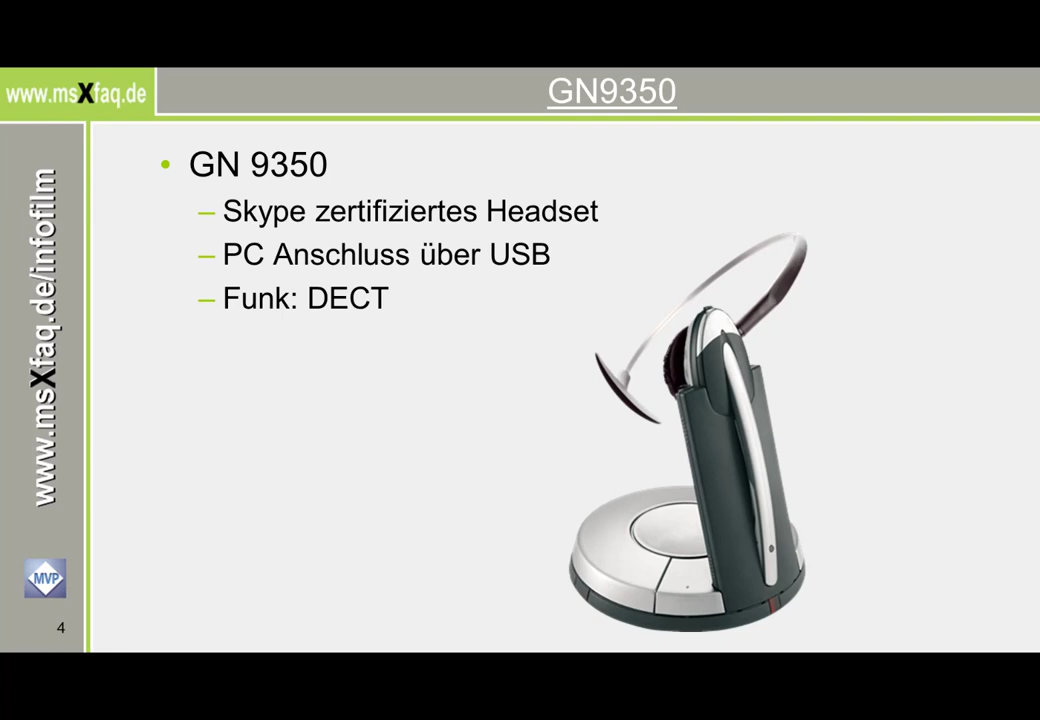 www.msXfaq.de
GN9350
• GN 9350
– Skype zertifiziertes Headset
– PC Anschluss über USB
– Funk: DECT
www.msXfaq.de/infofilm
MVP
4